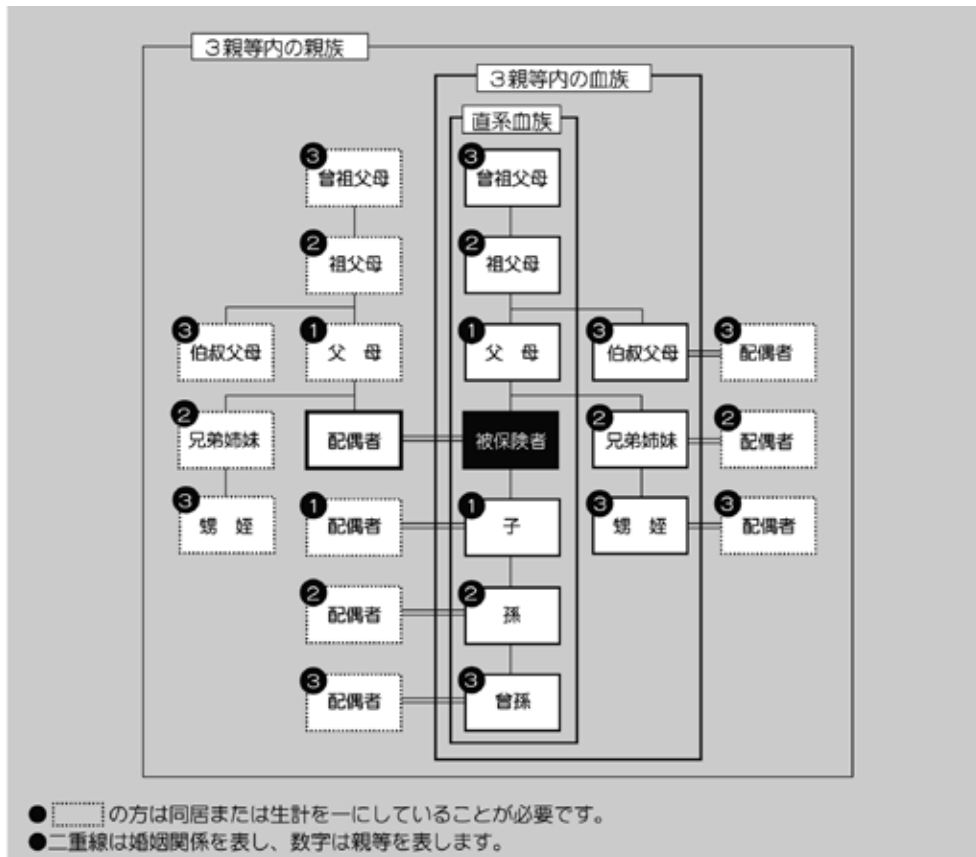 3親等内の親族
3親等内の血族
直系血族
3 曾祖父母
3 曾祖父母
2 祖父母
2 祖父母
3 伯叔父母
1 父 母
1 父 母
3 伯叔父母
3 配偶者
2 兄弟姉妹
配偶者
被保険者
2 兄弟姉妹
2 配偶者
3 甥 姪
1 配偶者
1 子
3 甥 姪
3 配偶者
2 配偶者
2 孫
3 配偶者
3 曾孫
●の方は同居または生計を一にしていることが必要です。
●二重線は婚姻関係を表し、数字は親等を表します。